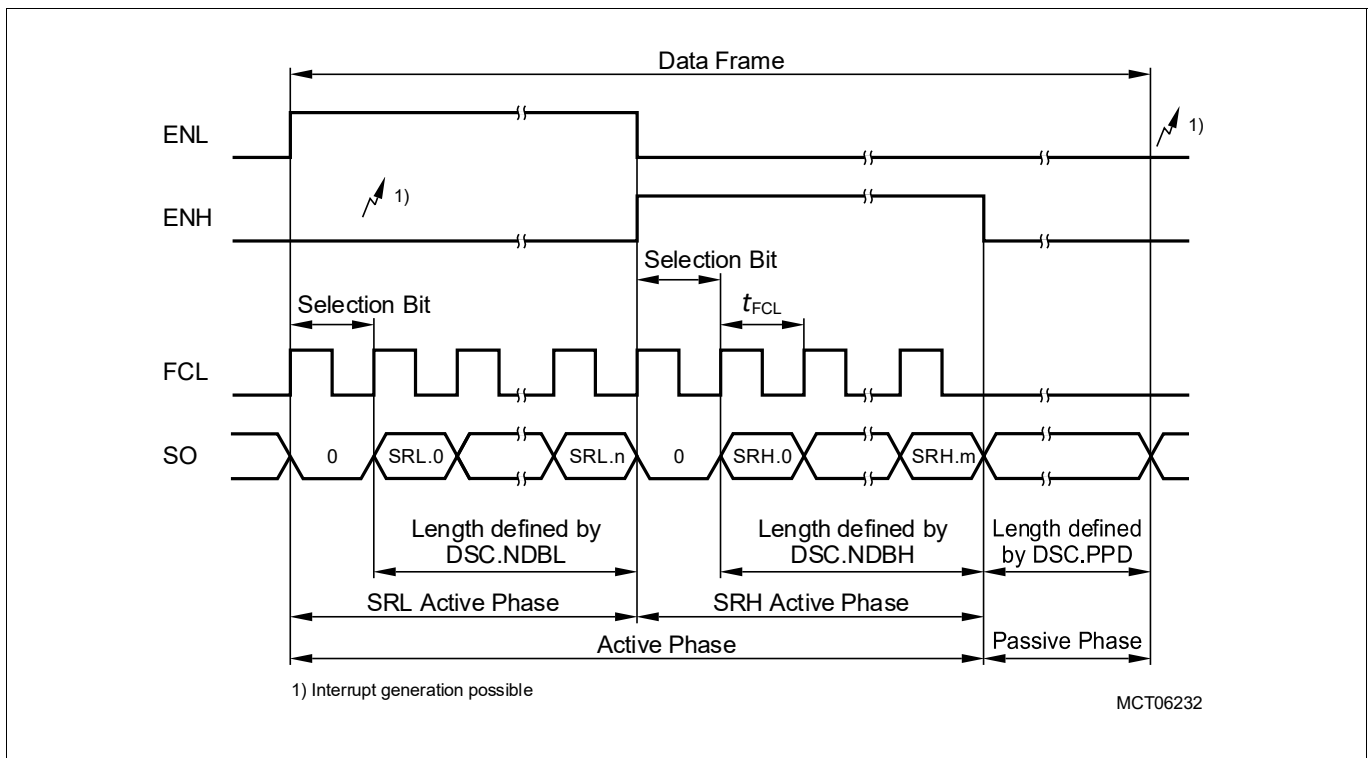 Data Frame
ENL
1)
1)
ENH
Selection Bit
Selection Bit
tFCL
FCL
SO
0
SRL.0
SRL.n
0
SRH.0
SRH.m
Length defined by
DSC.NDBL
Length defined by
DSC.NDBH
Length defined
by DSC.PPD
SRL Active Phase
SRH Active Phase
Active Phase
Passive Phase
1) Interrupt generation possible
MCT06232